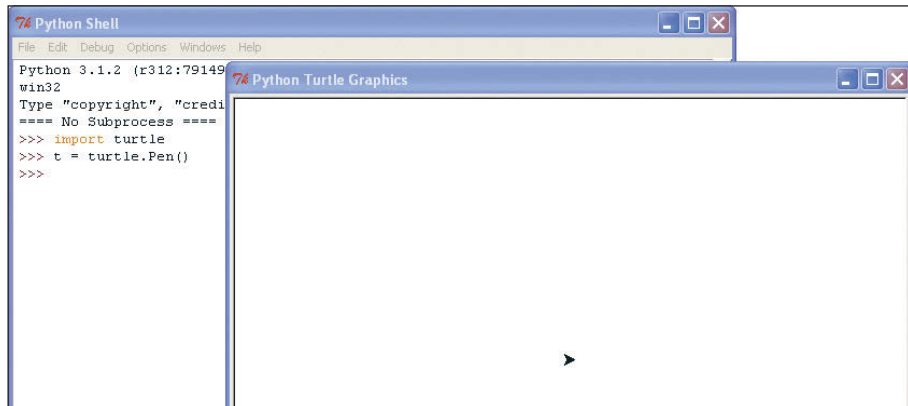 Python Shell
File Edit Debug Options Windows Help
Python 3.1.2 (r312:79149
win32
Type "copyright", "credi
==== No Subprocess ====
>>> import turtle
>>> t = turtle.Pen()
>>>
Python Turtle Graphics